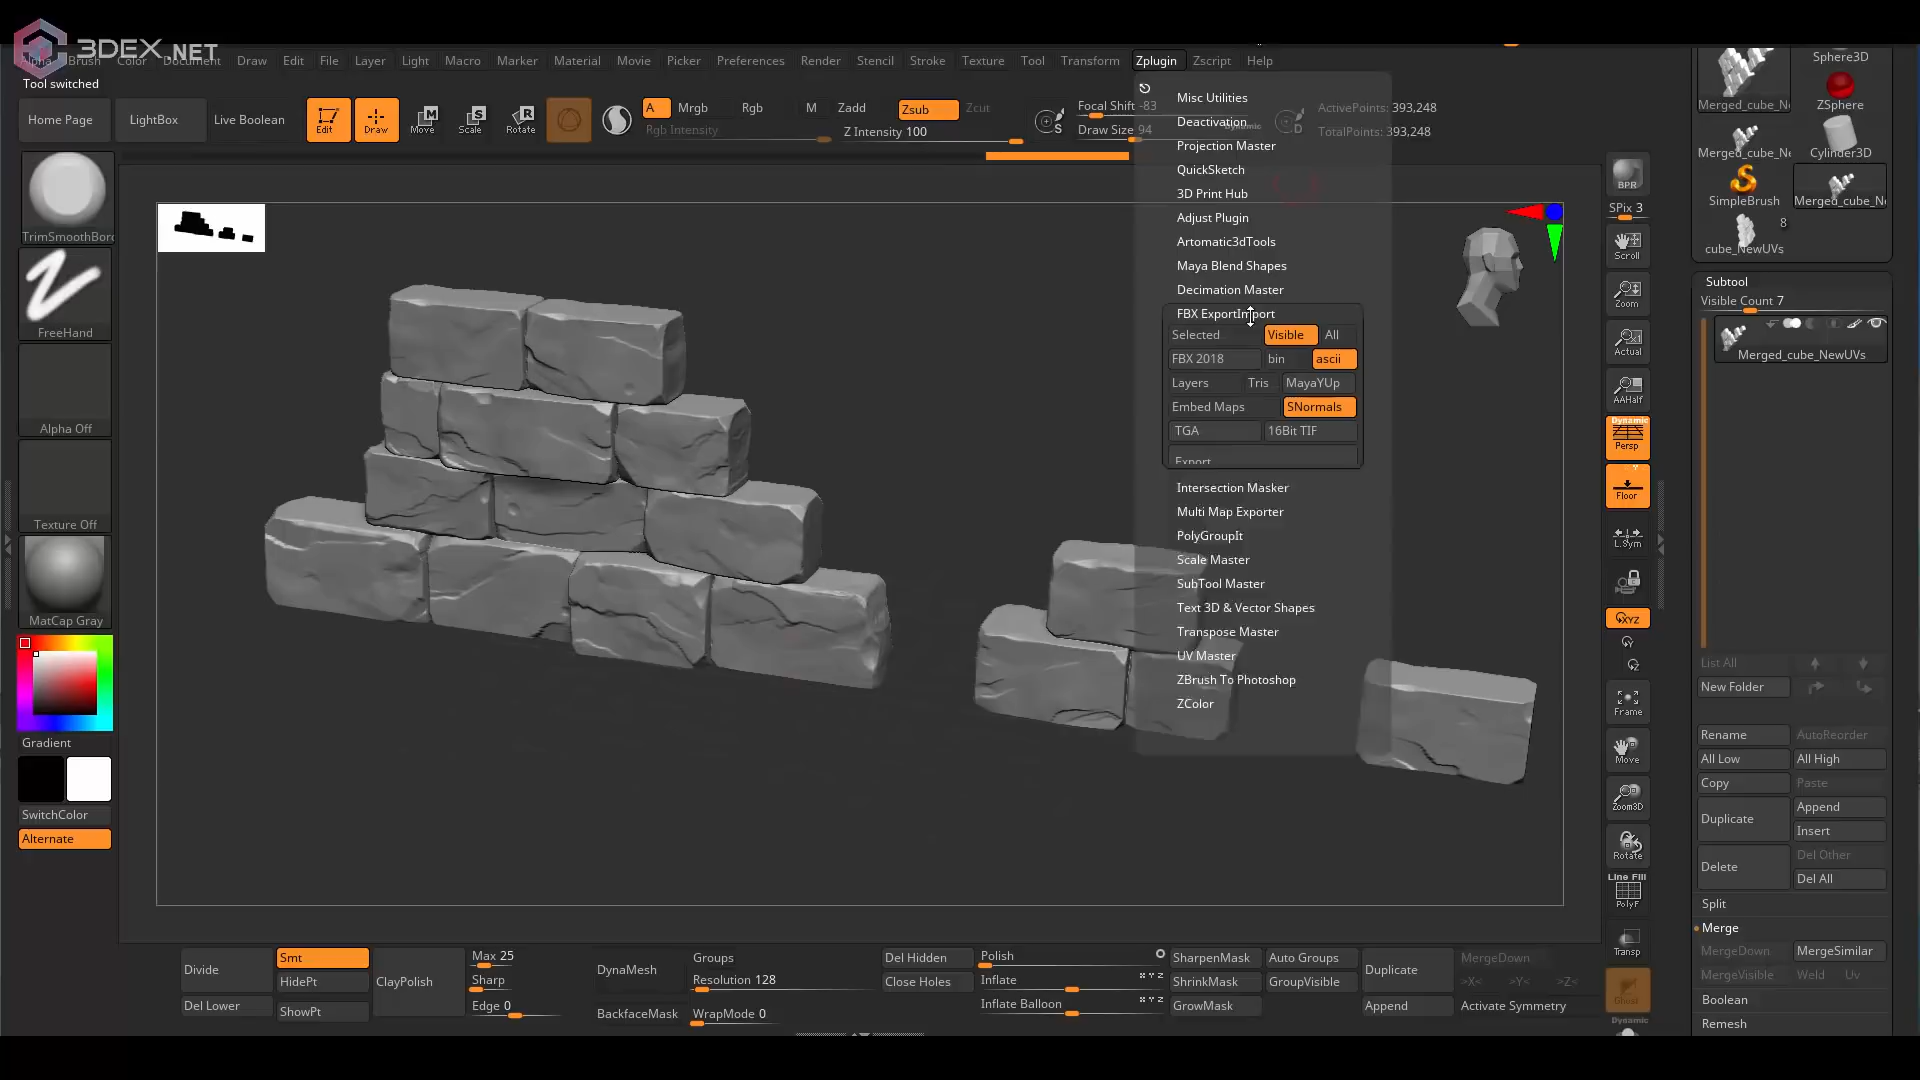 3DEX.NET
Alpha Brush Color Document Draw Edit File Layer Light Macro Marker Material Movie Picker Preferences Render Stencil Stroke Texture Tool Transform Zplugin Zscript Help
Tool switched
Home Page
LightBox
Live Boolean
Edit
Draw
Move
Scale
Rotate
A
Mrgb
Rgb
M
Rgb Intensity
Zadd
Zsub
Zcut
Z Intensity 100
Focal Shift -83
Draw Size 94
Dynamic
ActivePoints: 393,248
TotalPoints: 393,248
TrimSmoothBord
FreeHand
Alpha Off
Texture Off
MatCap Gray
Gradient
SwitchColor
Alternate
Misc Utilities
Deactivation
Projection Master
QuickSketch
3D Print Hub
Adjust Plugin
Artomatic3dTools
Maya Blend Shapes
Decimation Master
FBX ExportImport
Selected Visible All
FBX 2018 bin ascii
Layers Tris MayaYUp
Embed Maps SNormals
TGA 16Bit TIF
Export
Intersection Masker
Multi Map Exporter
PolyGroupIt
Scale Master
SubTool Master
Text 3D & Vector Shapes
Transpose Master
UV Master
ZBrush To Photoshop
ZColor
BPR
SPix 3
Scroll
Zoom
Actual
AAHalf
Dynamic
Persp
Floor
L.Sym
XYZ
Frame
Move
Zoom3D
Rotate
Line Fill
PolyF
Transp
Ghost
Dynamic
Sphere3D
Merged_cube_Ne
ZSphere
Merged_cube_Ne
Cylinder3D
SimpleBrush
Merged_cube_Ne
8
cube_NewUVs
Subtool
Visible Count 7
Merged_cube_NewUVs
List All
New Folder
Rename AutoReorder
All Low All High
Copy Paste
Duplicate
Append
Insert
Delete
Del Other
Del All
Split
Merge
MergeDown MergeSimilar
MergeVisible Weld Uv
Boolean
Remesh
Divide
Del Lower
Smt
HidePt
ShowPt
ClayPolish
Max 25
Sharp
Edge 0
DynaMesh
BackfaceMask
Groups
Resolution 128
WrapMode 0
Del Hidden
Close Holes
Polish
Inflate
Inflate Balloon
SharpenMask
ShrinkMask
GrowMask
Auto Groups
GroupVisible
Duplicate
Append
MergeDown
>X< >Y< >Z<
Activate Symmetry